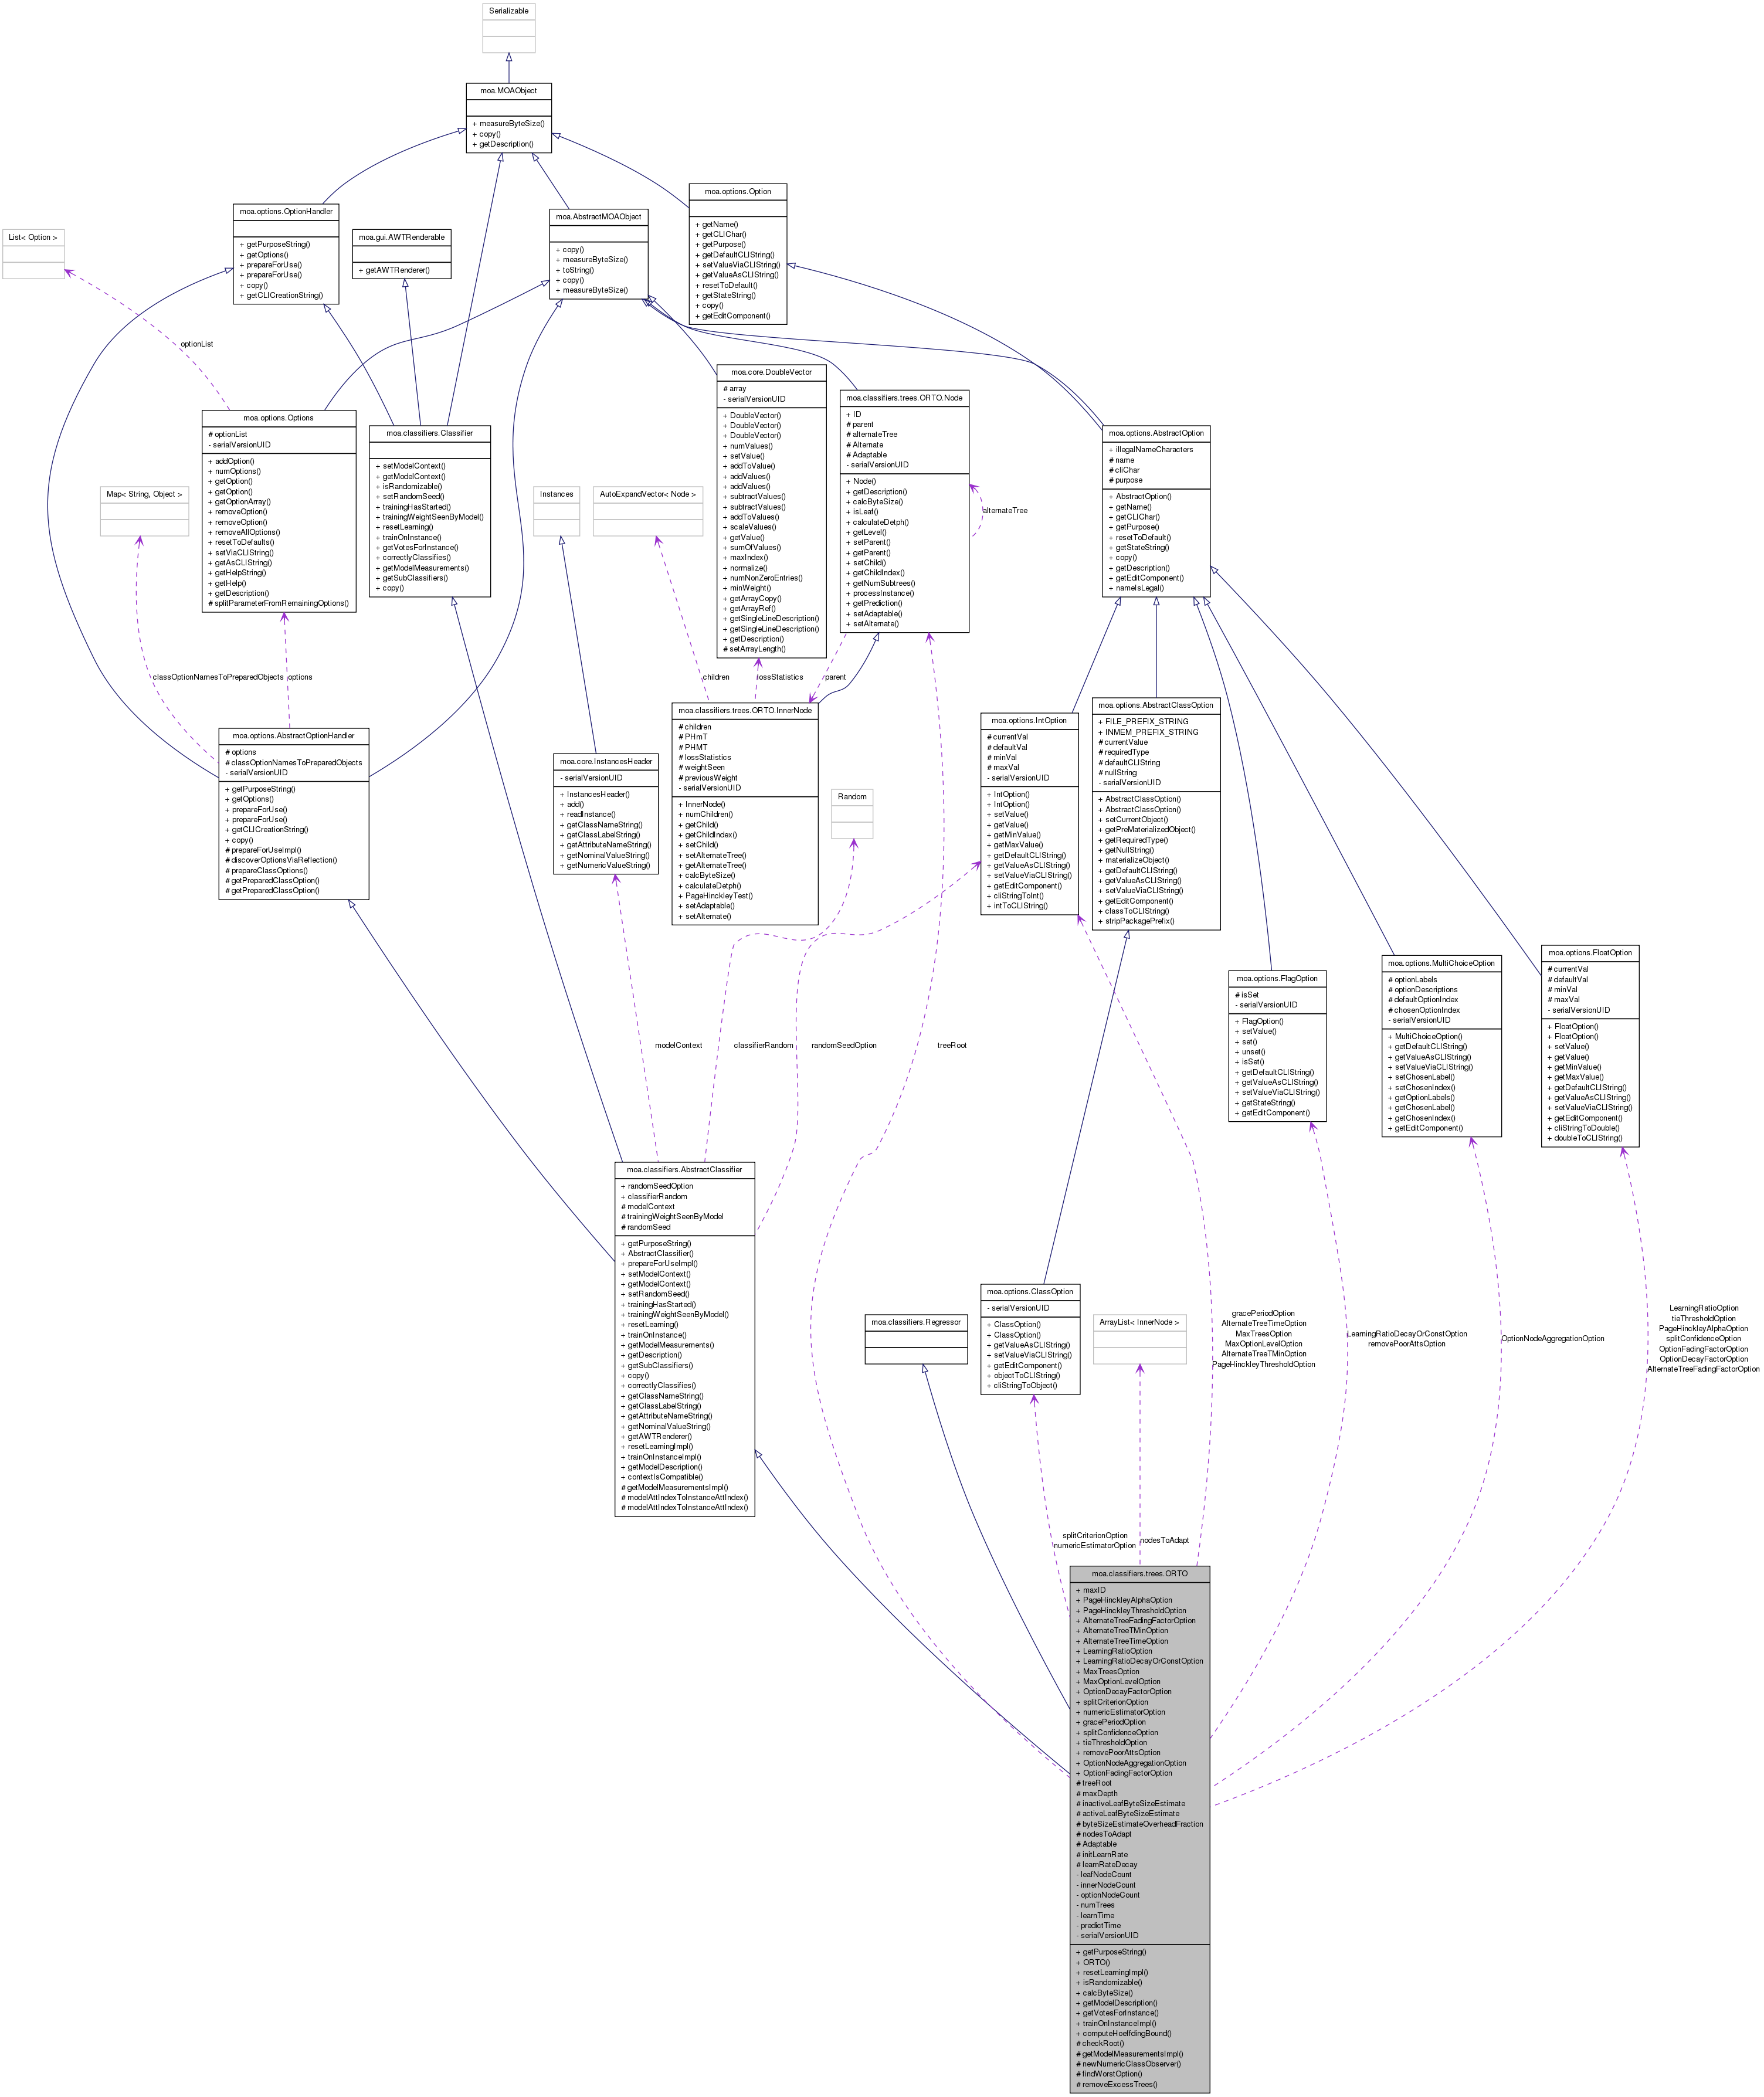 Serializable
moa.MOAObject
+ measureByteSize()
+ copy()
+ getDescription()
moa.options.Option
+ getName()
+ getCLIChar()
+ getPurpose()
+ getDefaultCLIString()
+ setValueViaCLIString()
+ getValueAsCLIString()
+ resetToDefault()
+ getStateString()
+ copy()
+ getEditComponent()
moa.options.OptionHandler
+ getPurposeString()
+ getOptions()
+ prepareForUse()
+ prepareForUse()
+ copy()
+ getCLICreationString()
moa.AbstractMOAObject
+ copy()
+ measureByteSize()
+ toString()
+ copy()
+ measureByteSize()
List< Option >
moa.gui.AWTRenderable
+ getAWTRenderer()
optionList
moa.core.DoubleVector
# array
- serialVersionUID
+ DoubleVector()
+ DoubleVector()
+ DoubleVector()
+ numValues()
+ setValue()
+ addToValue()
+ addValues()
+ addValues()
+ subtractValues()
+ subtractValues()
+ addToValues()
+ scaleValues()
+ getValue()
+ sumOfValues()
+ maxIndex()
+ normalize()
+ numNonZeroEntries()
+ minWeight()
+ getArrayCopy()
+ getArrayRef()
+ getSingleLineDescription()
+ getSingleLineDescription()
+ getDescription()
# setArrayLength()
moa.classifiers.trees.ORTO.Node
+ ID
# parent
# alternateTree
# Alternate
# Adaptable
- serialVersionUID
+ Node()
+ getDescription()
+ calcByteSize()
+ isLeaf()
+ calculateDetph()
+ getLevel()
+ setParent()
+ getParent()
+ setChild()
+ getChildIndex()
+ getNumSubtrees()
+ processInstance()
+ getPrediction()
+ setAdaptable()
+ setAlternate()
alternateTree
moa.options.Options
# optionList
- serialVersionUID
+ addOption()
+ numOptions()
+ getOption()
+ getOption()
+ getOptionArray()
+ removeOption()
+ removeOption()
+ removeAllOptions()
+ resetToDefaults()
+ setViaCLIString()
+ getAsCLIString()
+ getHelpString()
+ getHelp()
+ getDescription()
# splitParameterFromRemainingOptions()
moa.classifiers.Classifier
+ setModelContext()
+ getModelContext()
+ isRandomizable()
+ setRandomSeed()
+ trainingHasStarted()
+ trainingWeightSeenByModel()
+ resetLearning()
+ trainOnInstance()
+ getVotesForInstance()
+ correctlyClassifies()
+ getModelMeasurements()
+ getSubClassifiers()
+ copy()
moa.options.AbstractOption
+ illegalNameCharacters
# name
# cliChar
# purpose
+ AbstractOption()
+ getName()
+ getCLIChar()
+ getPurpose()
+ resetToDefault()
+ getStateString()
+ copy()
+ getDescription()
+ getEditComponent()
+ nameIsLegal()
Map< String, Object >
Instances
AutoExpandVector< Node >
classOptionNamesToPreparedObjects
options
children
lossStatistics
parent
moa.options.AbstractOptionHandler
# options
# classOptionNamesToPreparedObjects
- serialVersionUID
+ getPurposeString()
+ getOptions()
+ prepareForUse()
+ prepareForUse()
+ getCLICreationString()
+ copy()
# prepareForUseImpl()
# discoverOptionsViaReflection()
# prepareClassOptions()
# getPreparedClassOption()
# getPreparedClassOption()
moa.core.InstancesHeader
- serialVersionUID
+ InstancesHeader()
+ add()
+ readInstance()
+ getClassNameString()
+ getClassLabelString()
+ getAttributeNameString()
+ getNominalValueString()
+ getNumericValueString()
moa.classifiers.trees.ORTO.InnerNode
# children
# PHmT
# PHMT
# lossStatistics
# weightSeen
# previousWeight
- serialVersionUID
+ InnerNode()
+ numChildren()
+ getChild()
+ getChildIndex()
+ setChild()
+ setAlternateTree()
+ getAlternateTree()
+ calcByteSize()
+ calculateDetph()
+ PageHinckleyTest()
+ setAdaptable()
+ setAlternate()
Random
moa.options.IntOption
# currentVal
# defaultVal
# minVal
# maxVal
- serialVersionUID
+ IntOption()
+ IntOption()
+ setValue()
+ getValue()
+ getMinValue()
+ getMaxValue()
+ getDefaultCLIString()
+ getValueAsCLIString()
+ setValueViaCLIString()
+ getEditComponent()
+ cliStringToInt()
+ intToCLIString()
moa.options.AbstractClassOption
+ FILE_PREFIX_STRING
+ INMEM_PREFIX_STRING
# currentValue
# requiredType
# defaultCLIString
# nullString
- serialVersionUID
+ AbstractClassOption()
+ AbstractClassOption()
+ setCurrentObject()
+ getPreMaterializedObject()
+ getRequiredType()
+ getNullString()
+ materializeObject()
+ getDefaultCLIString()
+ getValueAsCLIString()
+ setValueViaCLIString()
+ getEditComponent()
+ classToCLIString()
+ stripPackagePrefix()
moa.options.FlagOption
# isSet
- serialVersionUID
+ FlagOption()
+ setValue()
+ set()
+ unset()
+ isSet()
+ getDefaultCLIString()
+ getValueAsCLIString()
+ setValueViaCLIString()
+ getStateString()
+ getEditComponent()
moa.options.MultiChoiceOption
# optionLabels
# optionDescriptions
# defaultOptionIndex
# chosenOptionIndex
- serialVersionUID
+ MultiChoiceOption()
+ getDefaultCLIString()
+ getValueAsCLIString()
+ setValueViaCLIString()
+ setChosenLabel()
+ setChosenIndex()
+ getOptionLabels()
+ getChosenLabel()
+ getChosenIndex()
+ getEditComponent()
moa.options.FloatOption
# currentVal
# defaultVal
# minVal
# maxVal
- serialVersionUID
+ FloatOption()
+ FloatOption()
+ setValue()
+ getValue()
+ getMinValue()
+ getMaxValue()
+ getDefaultCLIString()
+ getValueAsCLIString()
+ setValueViaCLIString()
+ getEditComponent()
+ cliStringToDouble()
+ doubleToCLIString()
modelContext
classifierRandom
randomSeedOption
treeRoot
moa.classifiers.AbstractClassifier
+ randomSeedOption
+ classifierRandom
# modelContext
# trainingWeightSeenByModel
# randomSeed
+ getPurposeString()
+ AbstractClassifier()
+ prepareForUseImpl()
+ setModelContext()
+ getModelContext()
+ setRandomSeed()
+ trainingHasStarted()
+ trainingWeightSeenByModel()
+ resetLearning()
+ trainOnInstance()
+ getModelMeasurements()
+ getDescription()
+ getSubClassifiers()
+ copy()
+ correctlyClassifies()
+ getClassNameString()
+ getClassLabelString()
+ getAttributeNameString()
+ getNominalValueString()
+ getAWTRenderer()
+ resetLearningImpl()
+ trainOnInstanceImpl()
+ getModelDescription()
+ contextIsCompatible()
# getModelMeasurementsImpl()
# modelAttIndexToInstanceAttIndex()
# modelAttIndexToInstanceAttIndex()
moa.classifiers.Regressor
moa.options.ClassOption
- serialVersionUID
+ ClassOption()
+ ClassOption()
+ getValueAsCLIString()
+ setValueViaCLIString()
+ getEditComponent()
+ objectToCLIString()
+ cliStringToObject()
ArrayList< InnerNode >
gracePeriodOption
AlternateTreeTimeOption
MaxTreesOption
MaxOptionLevelOption
AlternateTreeTMinOption
PageHinckleyThresholdOption
LearningRatioDecayOrConstOption
removePoorAttsOption
OptionNodeAggregationOption
LearningRatioOption
tieThresholdOption
PageHinckleyAlphaOption
splitConfidenceOption
OptionFadingFactorOption
OptionDecayFactorOption
AlternateTreeFadingFactorOption
splitCriterionOption
numericEstimatorOption
nodesToAdapt
moa.classifiers.trees.ORTO
+ maxID
+ PageHinckleyAlphaOption
+ PageHinckleyThresholdOption
+ AlternateTreeFadingFactorOption
+ AlternateTreeTMinOption
+ AlternateTreeTimeOption
+ LearningRatioOption
+ LearningRatioDecayOrConstOption
+ MaxTreesOption
+ MaxOptionLevelOption
+ OptionDecayFactorOption
+ splitCriterionOption
+ numericEstimatorOption
+ gracePeriodOption
+ splitConfidenceOption
+ tieThresholdOption
+ removePoorAttsOption
+ OptionNodeAggregationOption
+ OptionFadingFactorOption
# treeRoot
# maxDepth
# inactiveLeafByteSizeEstimate
# activeLeafByteSizeEstimate
# byteSizeEstimateOverheadFraction
# nodesToAdapt
# Adaptable
# initLearnRate
# learnRateDecay
- leafNodeCount
- innerNodeCount
- optionNodeCount
- numTrees
- learnTime
- predictTime
- serialVersionUID
+ getPurposeString()
+ ORTO()
+ resetLearningImpl()
+ isRandomizable()
+ calcByteSize()
+ getModelDescription()
+ getVotesForInstance()
+ trainOnInstanceImpl()
+ computeHoeffdingBound()
# checkRoot()
# getModelMeasurementsImpl()
# newNumericClassObserver()
# findWorstOption()
# removeExcessTrees()